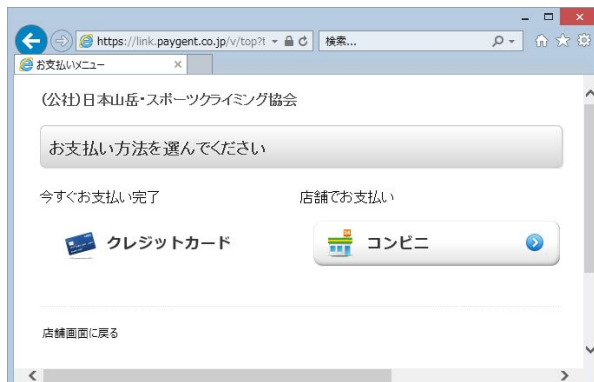 https://link.paygent.co.jp/v/top?t
検索...
お支払いメニュー
(公社)日本山岳・スポーツクライミング協会
お支払い方法を選んでください
今すぐお支払い完了
店舗でお支払い
クレジットカード
コンビニ
店舗画面に戻る